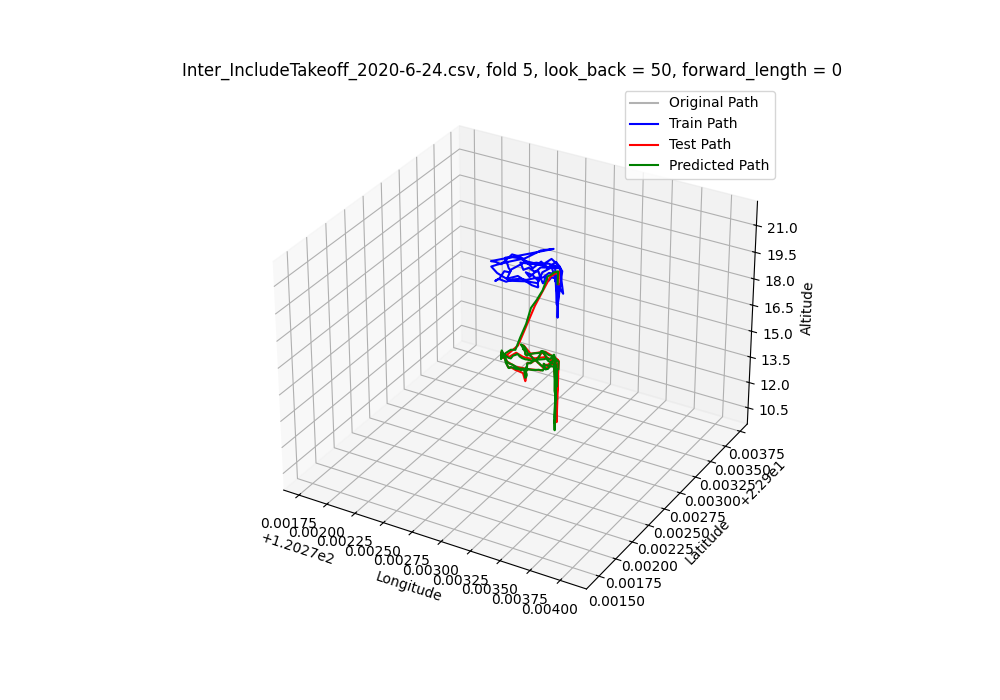 Inter_IncludeTakeoff_2020-6-24.csv, fold 5, look_back = 50, forward_length = 0
Original Path
Train Path
Test Path
Predicted Path
21.0
19.5
18.0
16.5
15.0
13.5
12.0
10.5
Altitude
0.00375
0.00350
0.00325
0.00300
0.00275
0.00250
0.00225
0.00200
0.00175
0.00150
+2.29e1
Latitude
0.00175
0.00200
0.00225
0.00250
0.00275
0.00300
0.00325
0.00350
0.00375
0.00400
+1.2027e2
Longitude